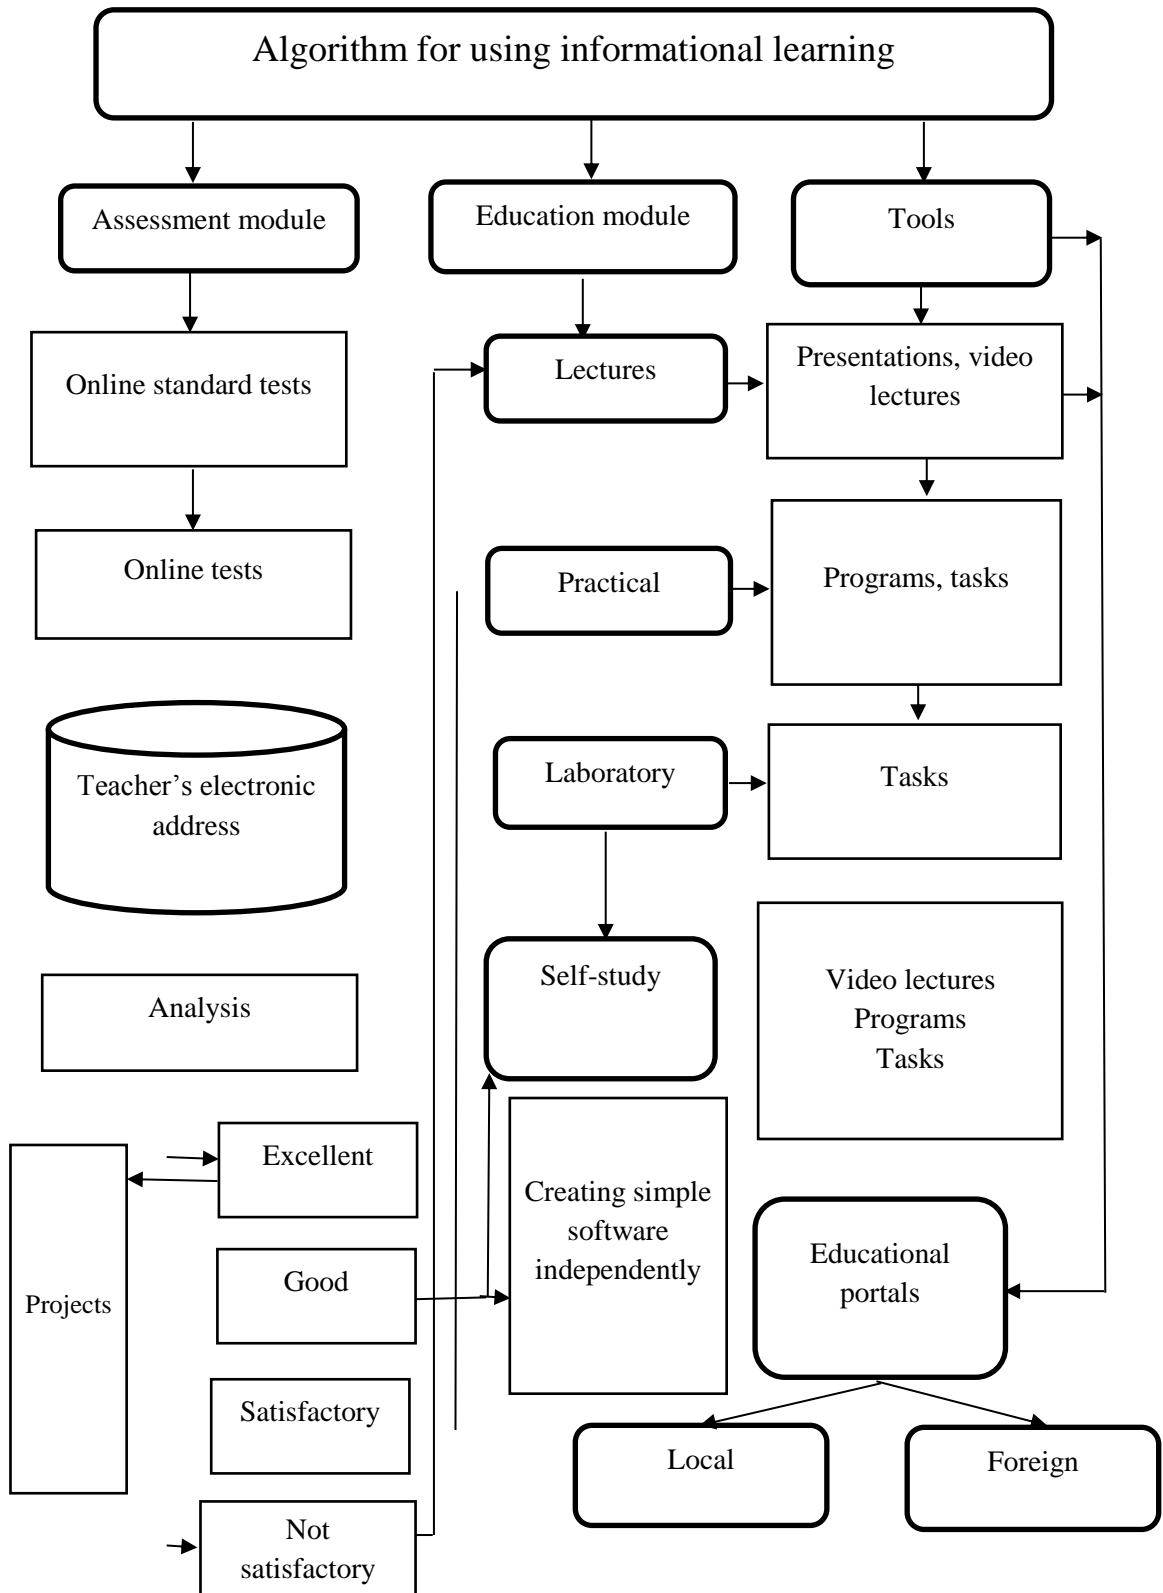 Algorithm for using informational learning
Assessment module
Education module
Tools
Online standard tests
Lectures
Presentations, video
lectures
Online tests
Practical
Programs, tasks
Teacher’s electronic
address
Laboratory
Tasks
Analysis
Self-study
Video lectures
Programs
Tasks
Projects
Excellent
Good
Satisfactory
Not
satisfactory
Creating simple
software
independently
Educational
portals
Local
Foreign